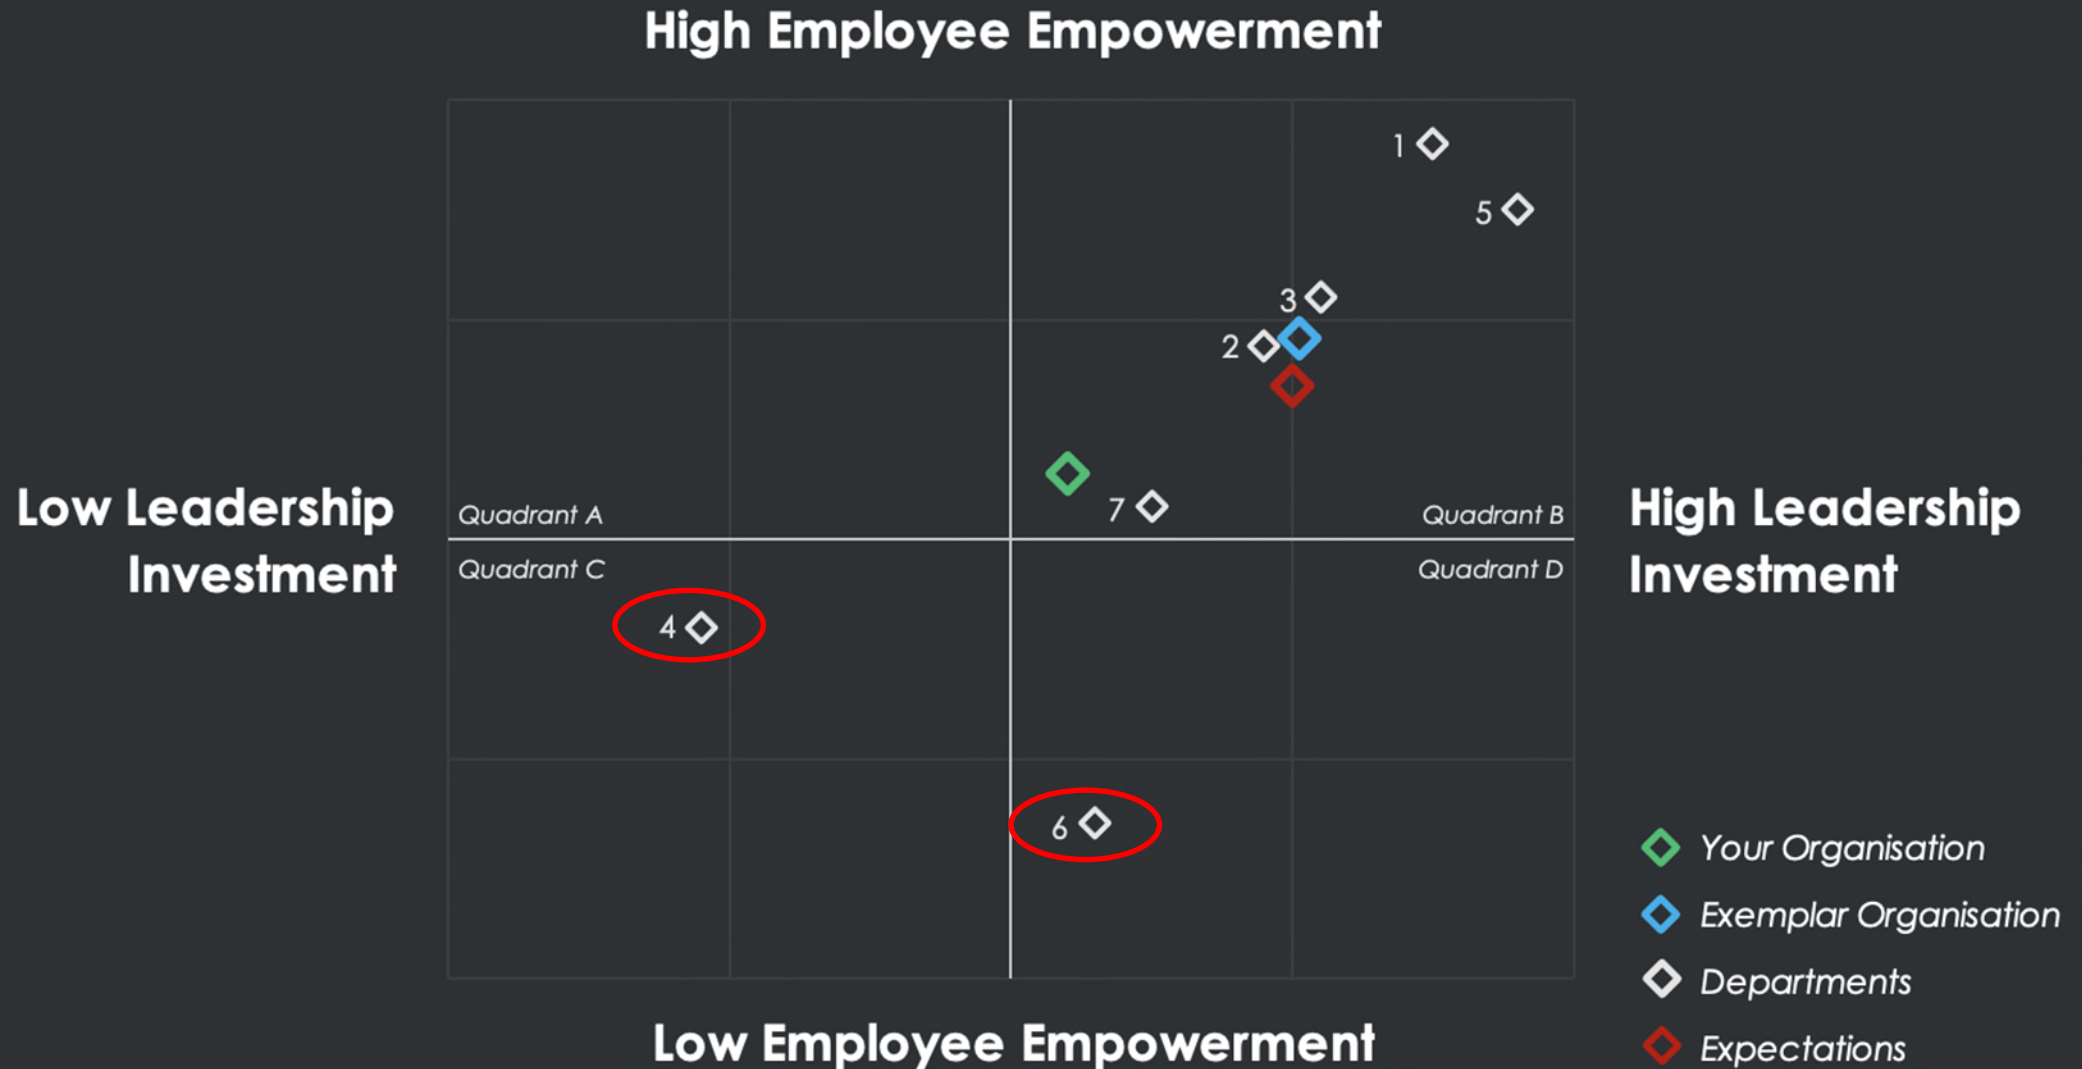 High Employee Empowerment
1
5
3
2
7
Low Leadership
Investment
Quadrant A
Quadrant B
High Leadership
Investment
Quadrant C
Quadrant D
4
6
Your Organisation
Exemplar Organisation
Departments
Expectations
Low Employee Empowerment